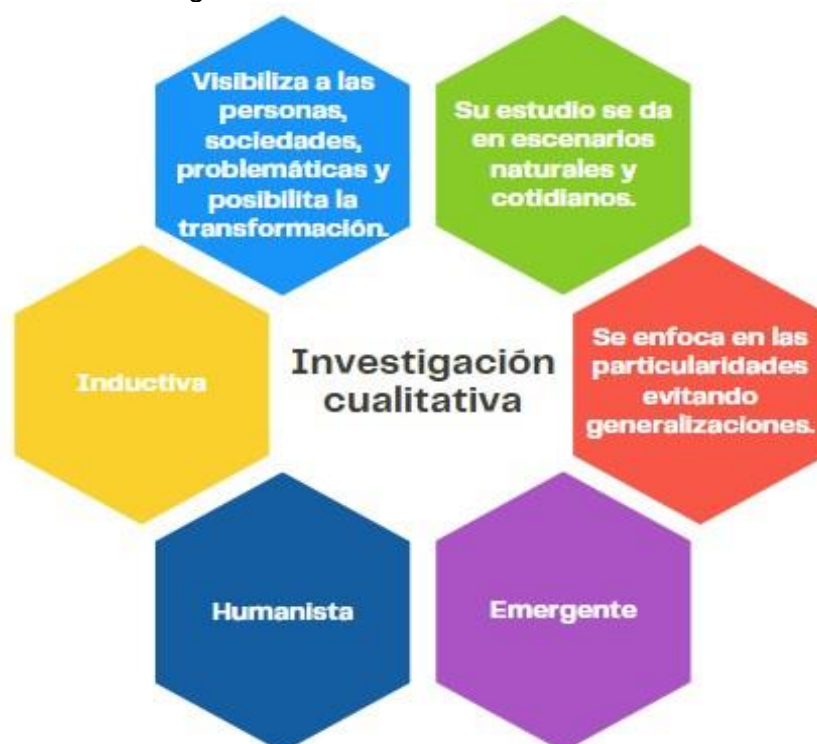 Visibiliza a las
personas,
sociedades,
problemáticas y
posibilita la
transformación.
Su estudio se da
en escenarios
naturales y
cotidianos.
Inductiva
Investigación
cualitativa
Se enfoca en las
particularidades
evitando
generalizaciones.
Humanista
Emergente